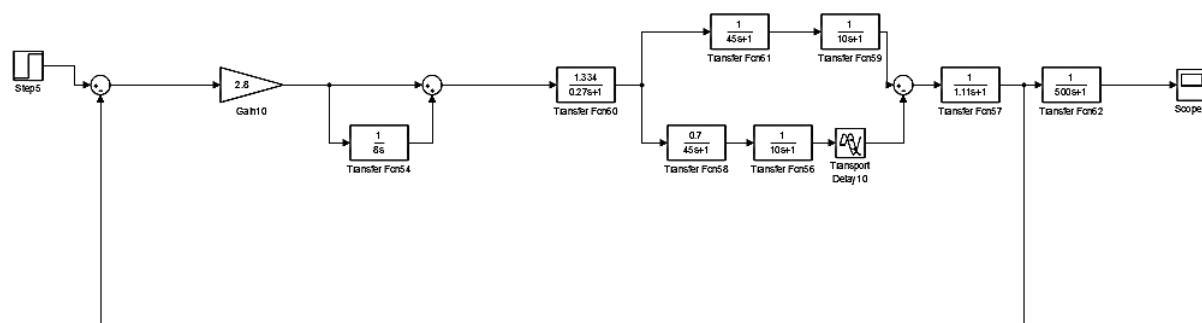 Step5
2.8
Gain10
1
8s
Transfer Fcn54
1.334
0.27s+1
Transfer Fcn60
1
45s+1
Transfer Fcn61
1
10s+1
Transfer Fcn59
0.7
45s+1
Transfer Fcn58
1
10s+1
Transfer Fcn56
Transport
Delay10
1
1.11s+1
Transfer Fcn57
1
500s+1
Transfer Fcn62
Scope